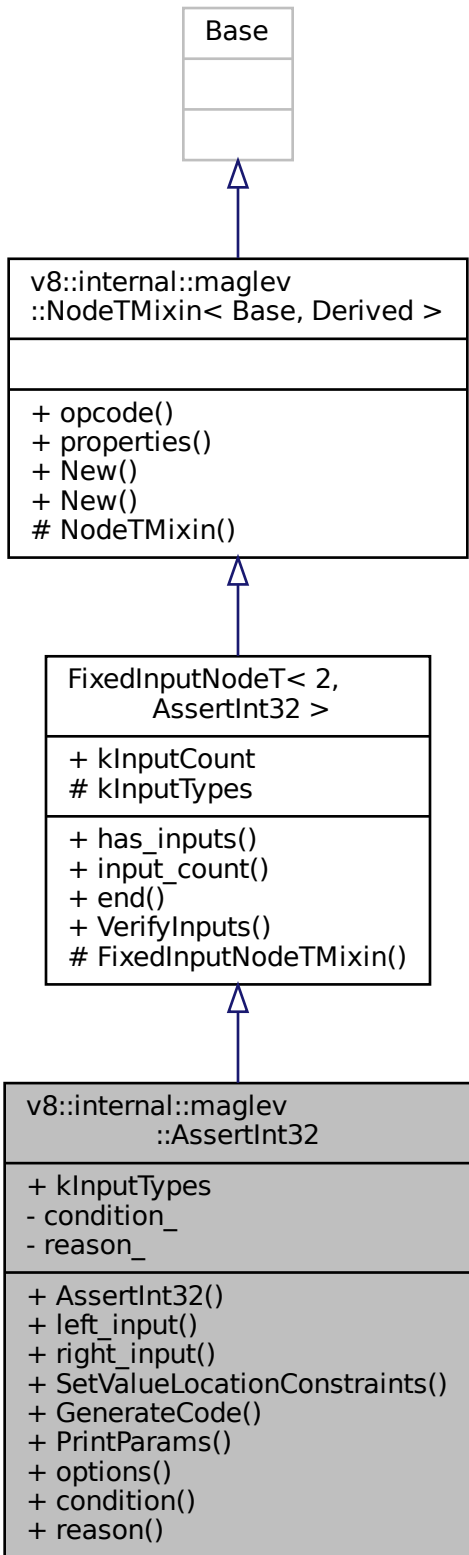 Base
v8::internal::maglev
::NodeTMixin< Base, Derived >
+ opcode()
+ properties()
+ New()
+ New()
# NodeTMixin()
FixedInputNodeT< 2,
AssertInt32 >
+ kInputCount
# kInputTypes
+ has_inputs()
+ input_count()
+ end()
+ VerifyInputs()
# FixedInputNodeTMixin()
v8::internal::maglev
::AssertInt32
+ kInputTypes
- condition_
- reason_
+ AssertInt32()
+ left_input()
+ right_input()
+ SetValueLocationConstraints()
+ GenerateCode()
+ PrintParams()
+ options()
+ condition()
+ reason()